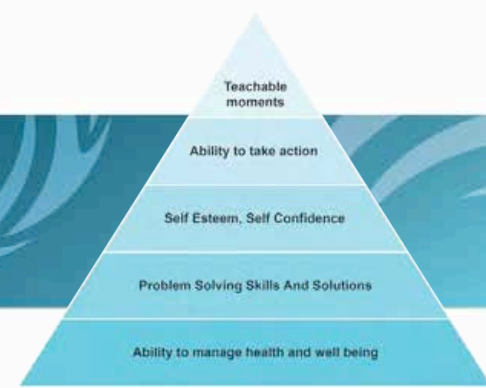 Teachable
moments
Ability to take action
Self Esteem, Self Confidence
Problem Solving Skills And Solutions
Ability to manage health and well being